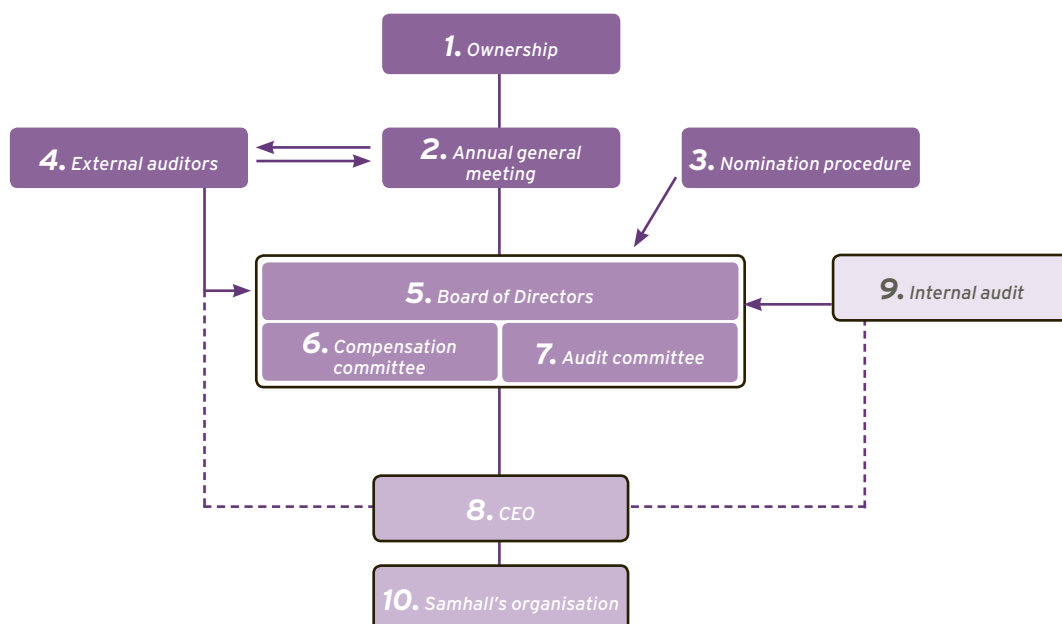 1. Ownership
4. External auditors
2. Annual general
meeting
3. Nomination procedure
5. Board of Directors
9. Internal audit
6. Compensation
committee
7. Audit committee
8. CEO
10. Samhall's organisation